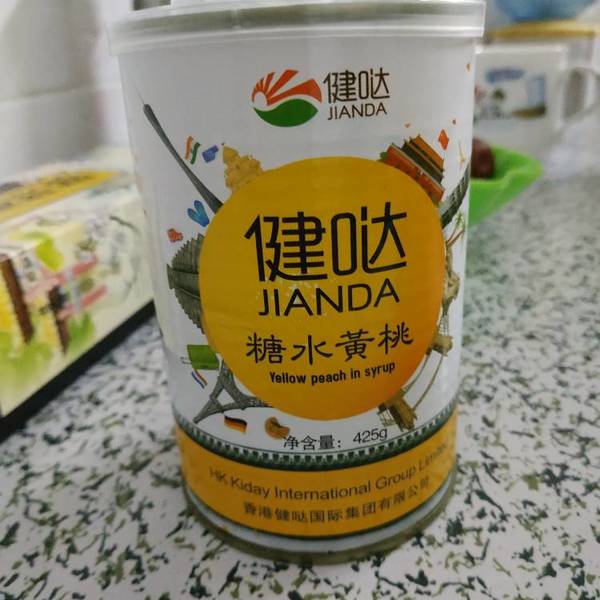 健哒
JIANDA
健哒
JIANDA
糖水黄桃
Yellow peach in syrup
净含量：425g
HK Kiday International Group Limited
香港健哒国际集团有限公司